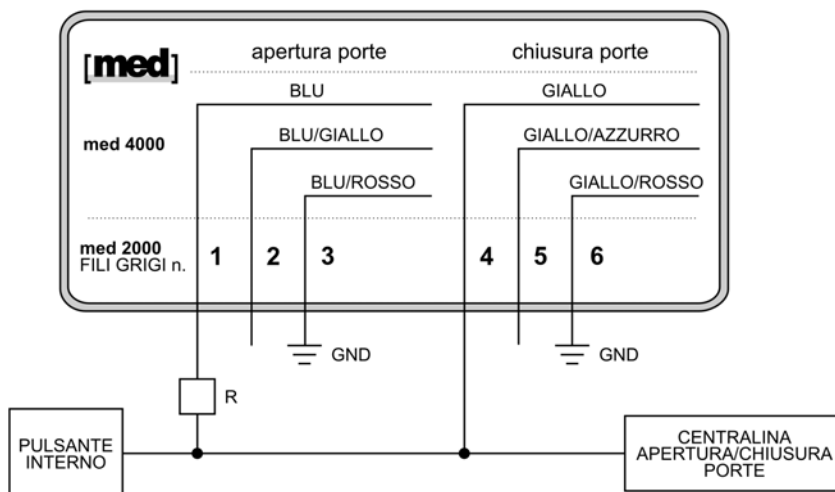 [med]
apertura porte
chiusura porte
BLU
GIALLO
med 4000
BLU/GIALLO
GIALLO/AZZURRO
BLU/ROSSO
GIALLO/ROSSO
med 2000
FILI GRIGI n.
1
2
3
4
5
6
GND
GND
R
PULSANTE
INTERNO
CENTRALINA
APERTURA/CHIUSURA
PORTE